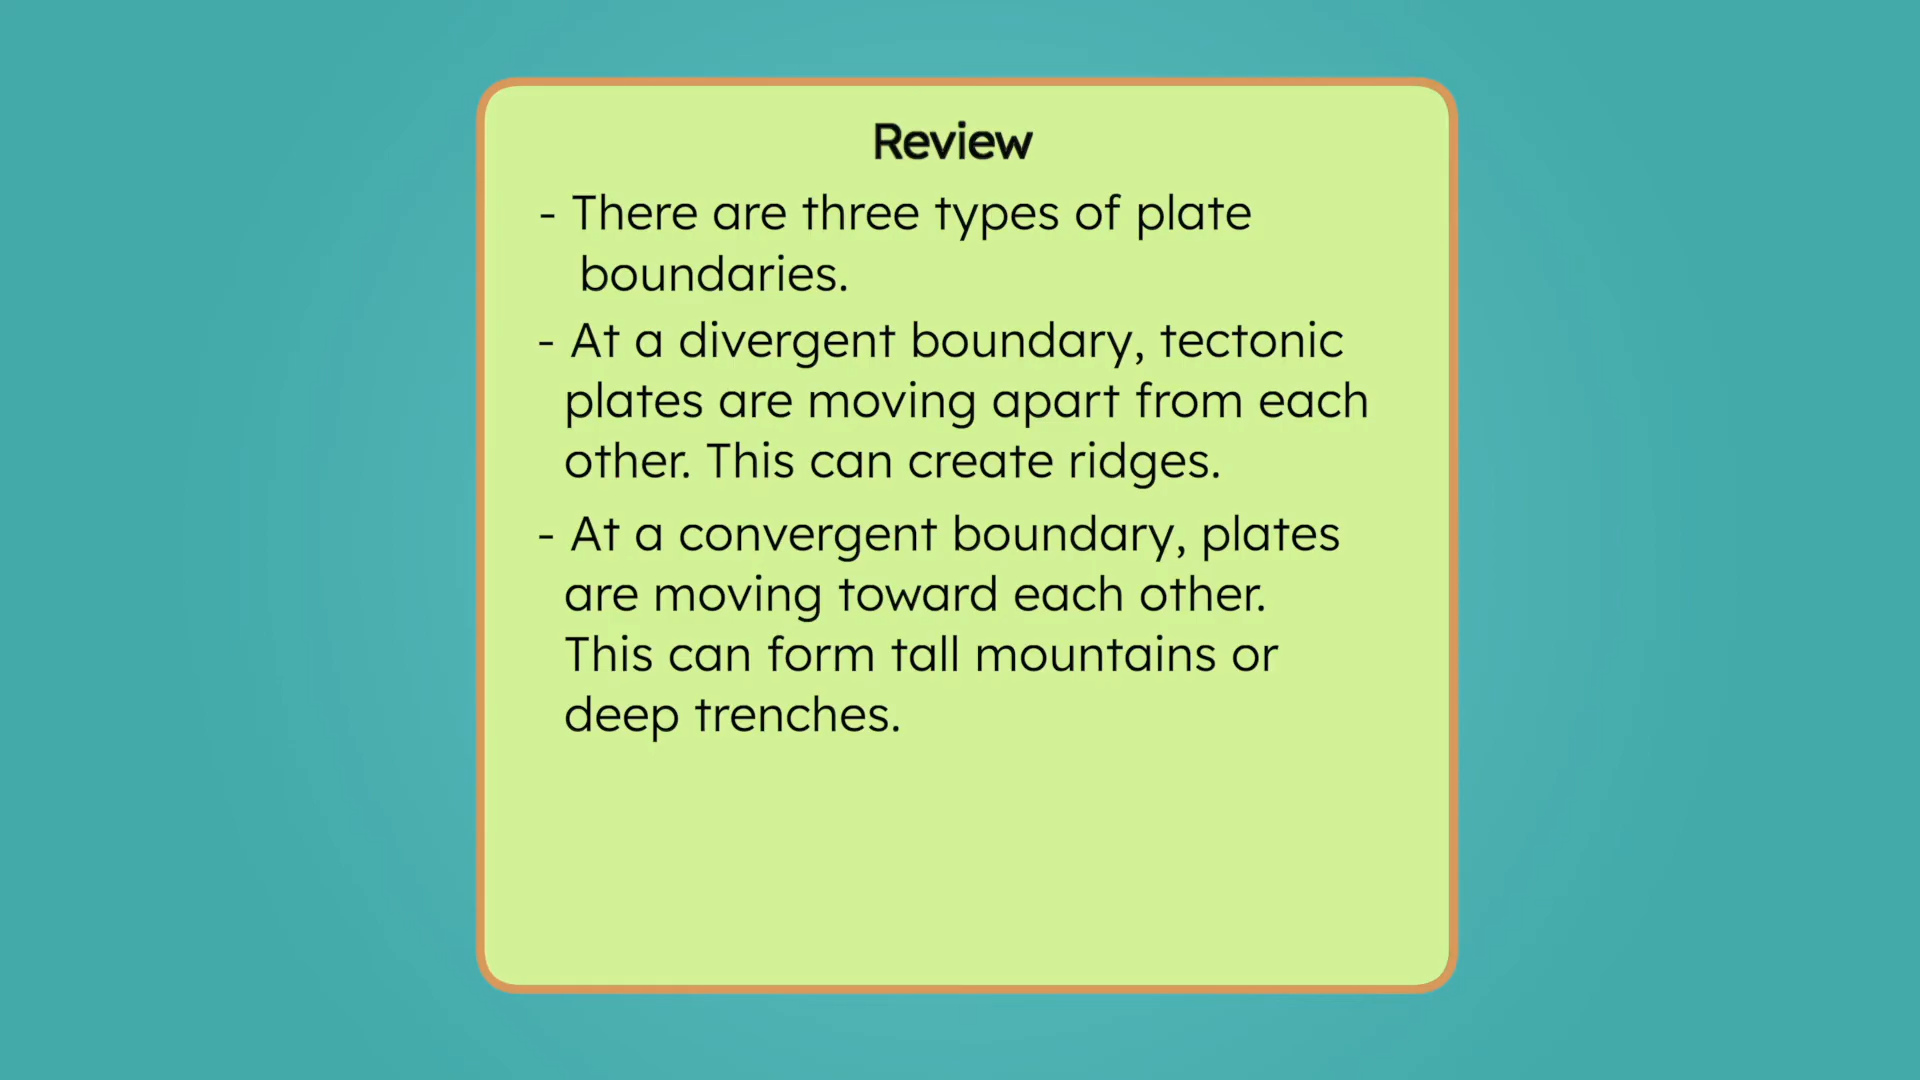 Review
- There are three types of plate
boundaries.
- At a divergent boundary, tectonic
plates are moving apart from each
other. This can create ridges.
- At a convergent boundary, plates
are moving toward each other.
This can form tall mountains or
deep trenches.